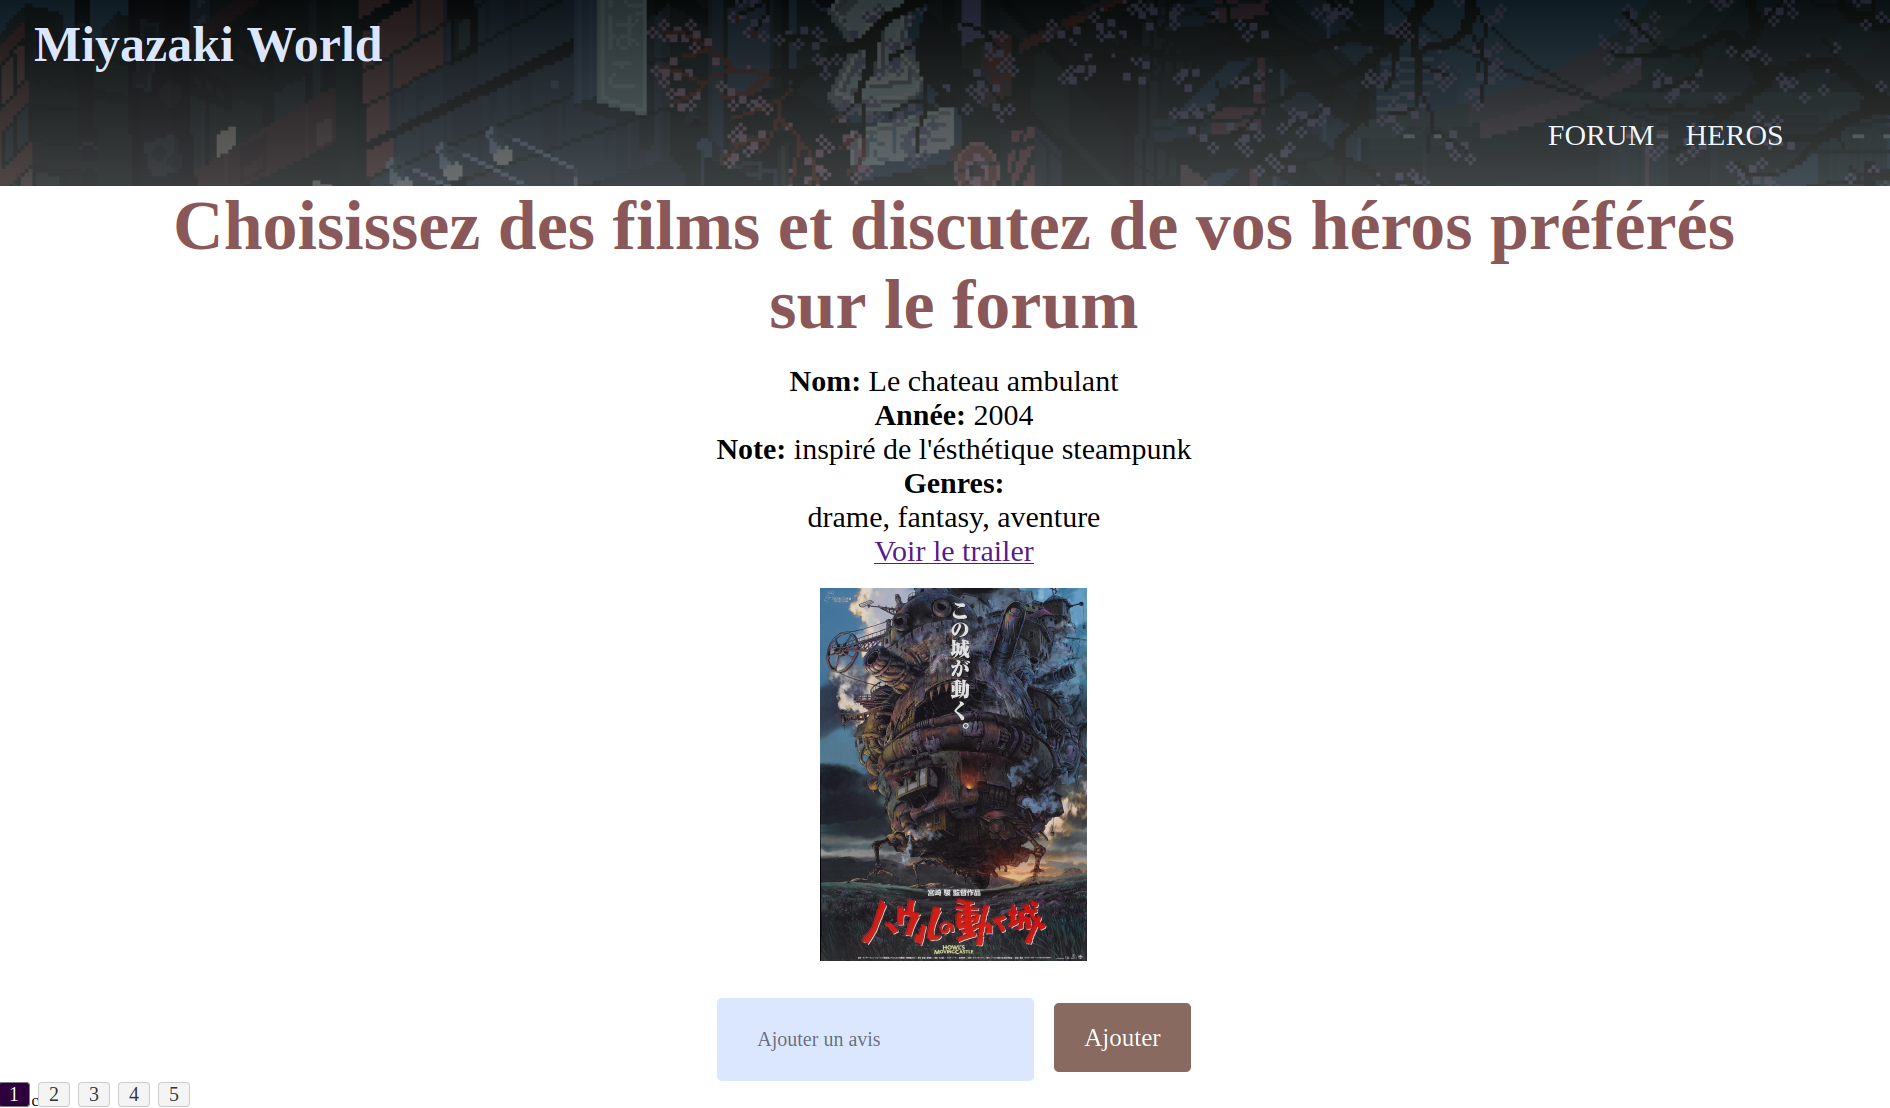 Miyazaki World
FORUM HEROS
Choisissez des films et discutez de vos héros préférés
sur le forum
Nom: Le chateau ambulant
Année: 2004
Note: inspiré de l'ésthétique steampunk
Genres:
drame, fantasy, aventure
Voir le trailer
この城が動く。
宮崎 駿 監督作品
ハウルの動く城
HOWL'S
MOVING CASTLE
Ajouter un avis
Ajouter
1 2 3 4 5